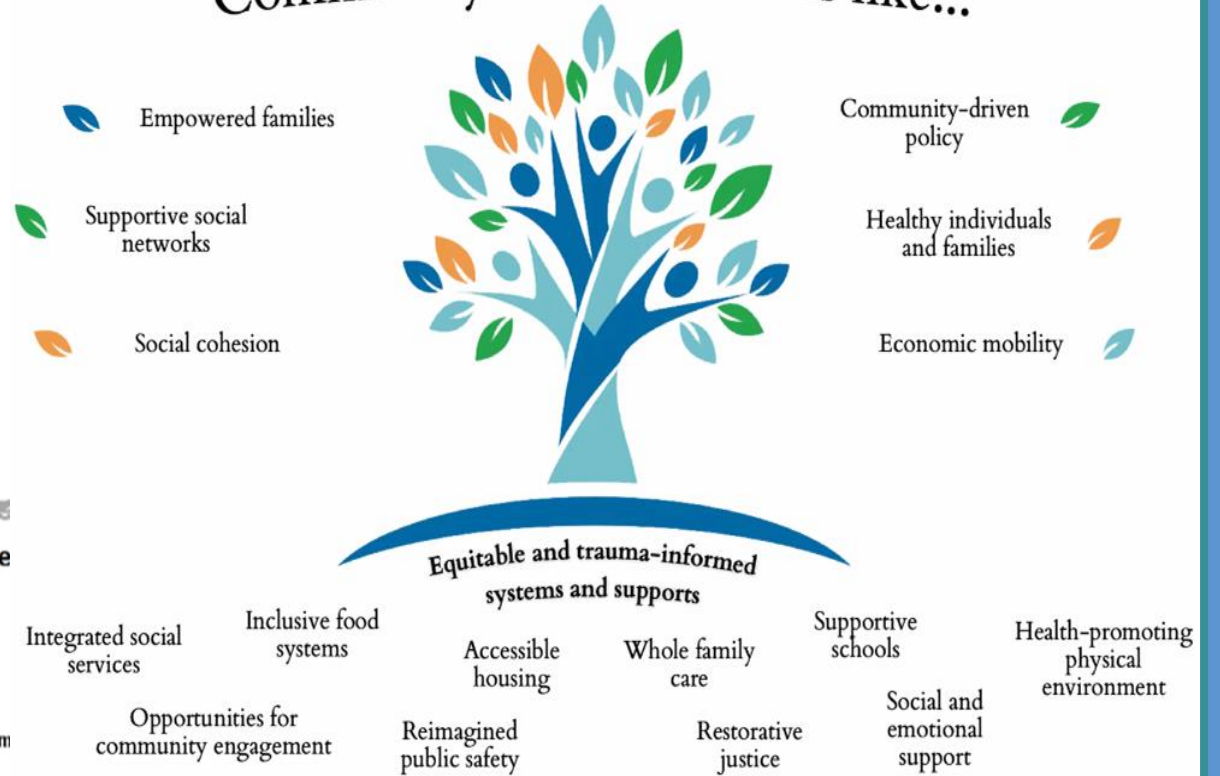 Empowered families
Supportive social
networks
Social cohesion
Community-driven
policy
Healthy individuals
and families
Economic mobility
Equitable and trauma-informed
systems and supports
Integrated social
services
Inclusive food
systems
Accessible
housing
Whole family
care
Supportive
schools
Health-promoting
physical
environment
Opportunities for
community engagement
Reimagined
public safety
Restorative
justice
Social and
emotional
support